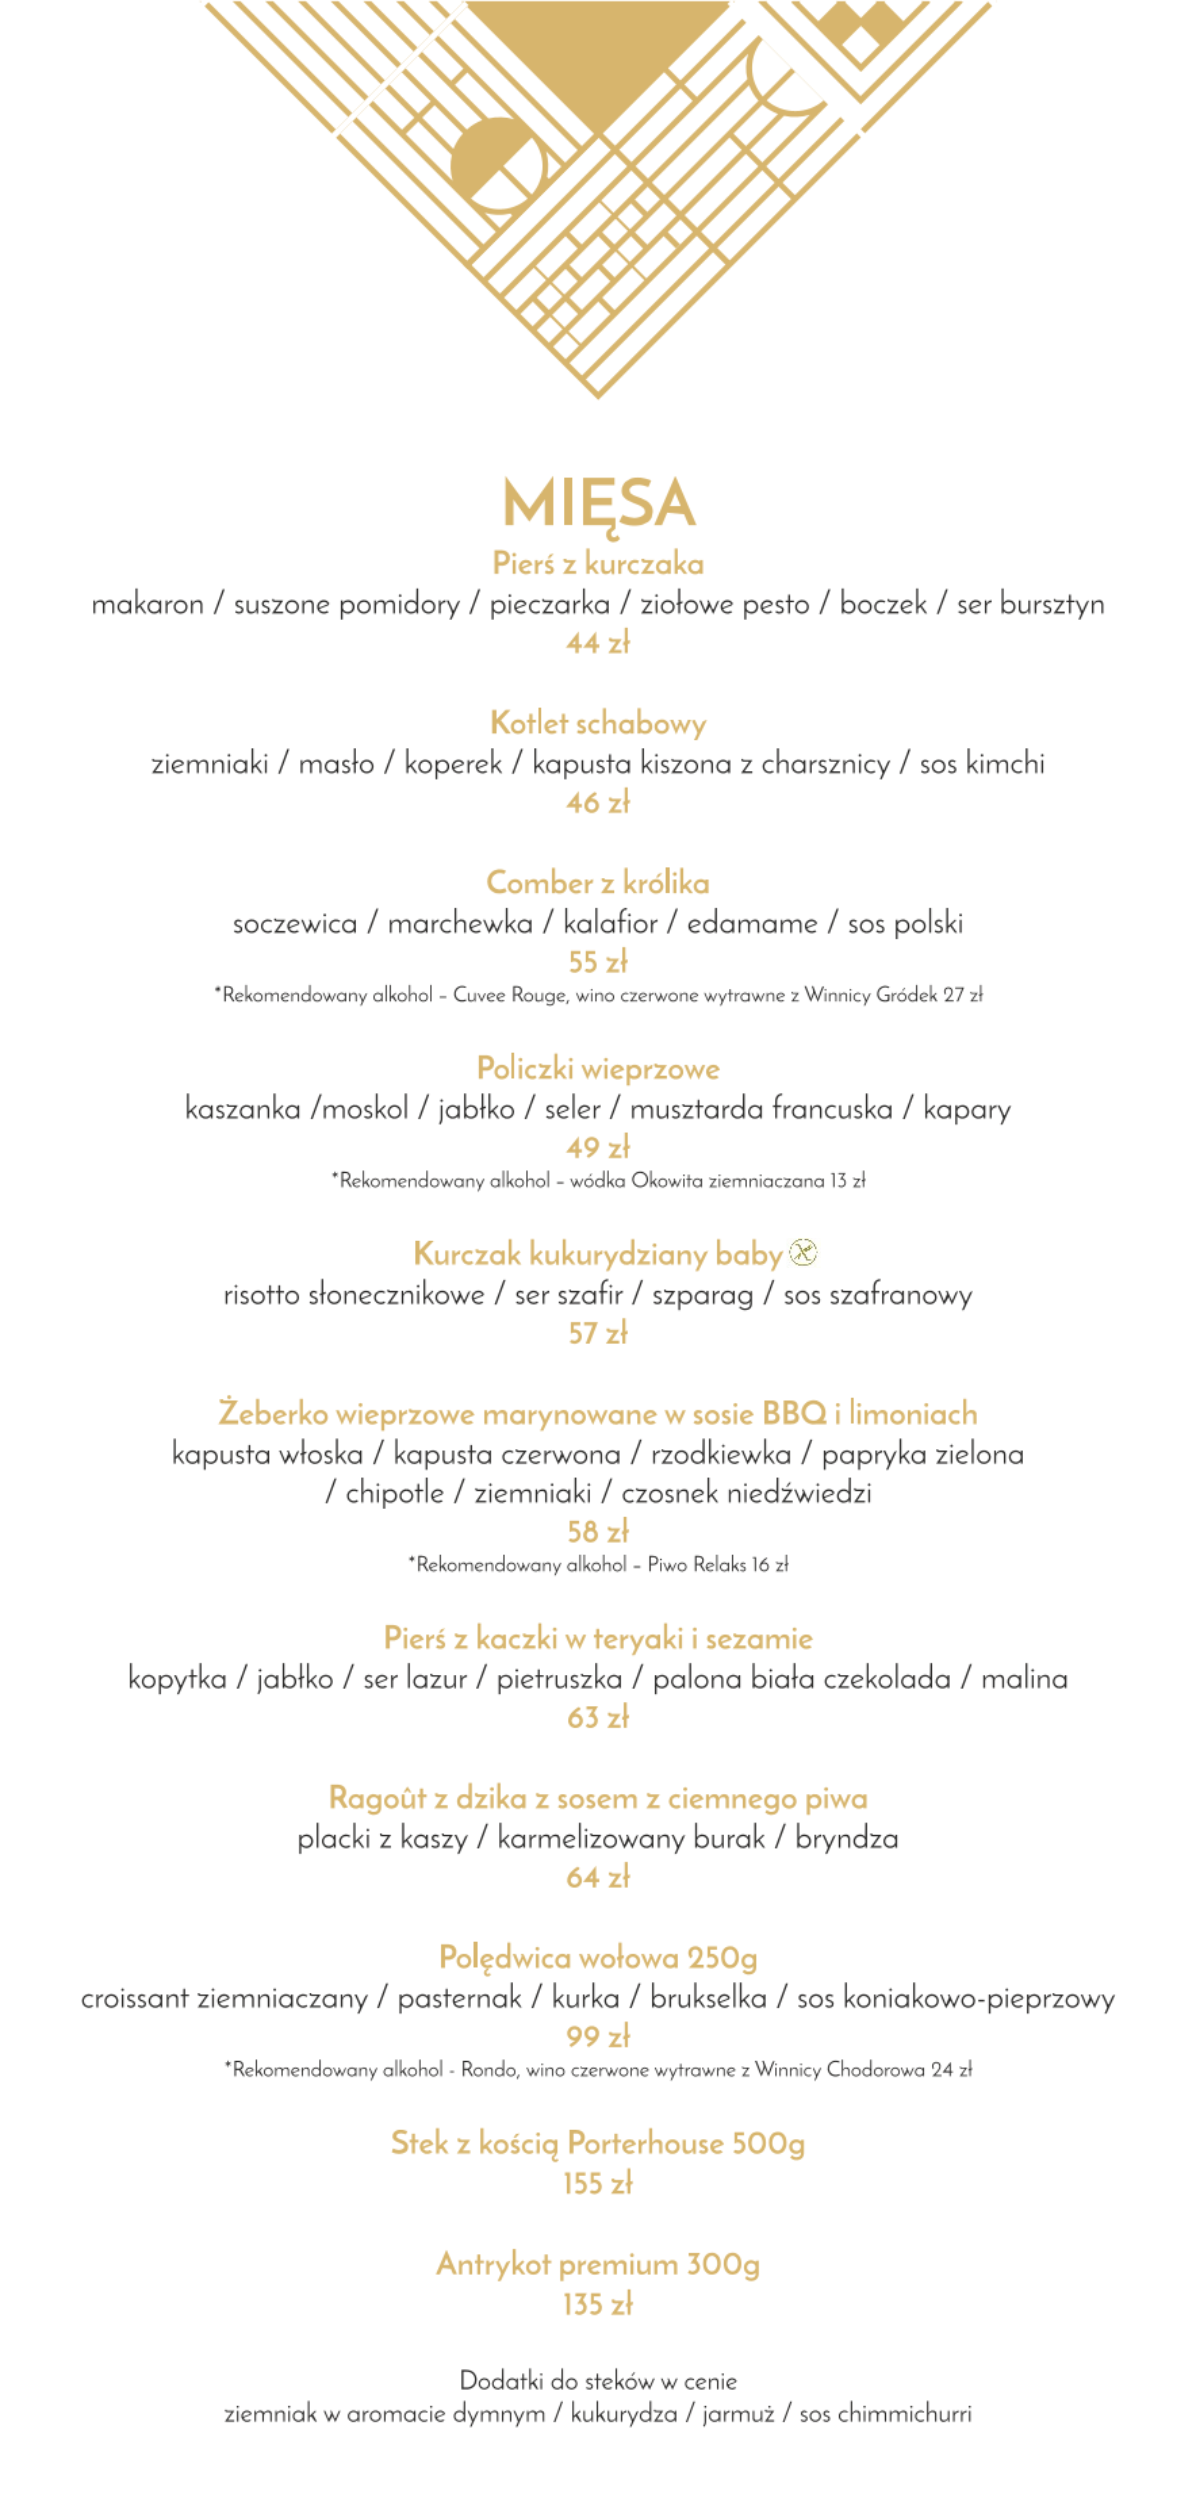 MIĘSA
Pierś z kurczaka
makaron / suszone pomidory / pieczarka / ziołowe pesto / boczek / ser bursztyn
44 zł
Kotlet schabowy
ziemniaki / masło / koperek / kapusta kiszona z charsznicy / sos kimchi
46 zł
Comber z królika
soczewica / marchewka / kalafior / edamame / sos polski
55 zł
*Rekomendowany alkohol – Cuvee Rouge, wino czerwone wytrawne z Winnicy Gródek 27 zł
Policzki wieprzowe
kaszanka /moskol / jabłko / seler / musztarda francuska / kapary
49 zł
*Rekomendowany alkohol – wódka Okowita ziemniaczana 13 zł
Kurczak kukurydziany baby
risotto słonecznikowe / ser szafir / szparag / sos szafranowy
57 zł
Żeberko wieprzowe marynowane w sosie BBQ i limoniach
kapusta włoska / kapusta czerwona / rzodkiewka / papryka zielona
/ chipotle / ziemniaki / czosnek niedźwiedzi
58 zł
*Rekomendowany alkohol – Piwo Relaks 16 zł
Pierś z kaczki w teryaki i sezamie
kopytka / jabłko / ser lazur / pietruszka / palona biała czekolada / malina
63 zł
Ragoût z dzika z sosem z ciemnego piwa
placki z kaszy / karmelizowany burak / bryndza
64 zł
Polędwica wołowa 250g
croissant ziemniaczany / pasternak / kurka / brukselka / sos koniakowo-pieprzowy
99 zł
*Rekomendowany alkohol - Rondo, wino czerwone wytrawne z Winnicy Chodorowa 24 zł
Stek z kością Porterhouse 500g
155 zł
Antrykot premium 300g
135 zł
Dodatki do steków w cenie
ziemniak w aromacie dymnym / kukurydza / jarmuż / sos chimmichurri